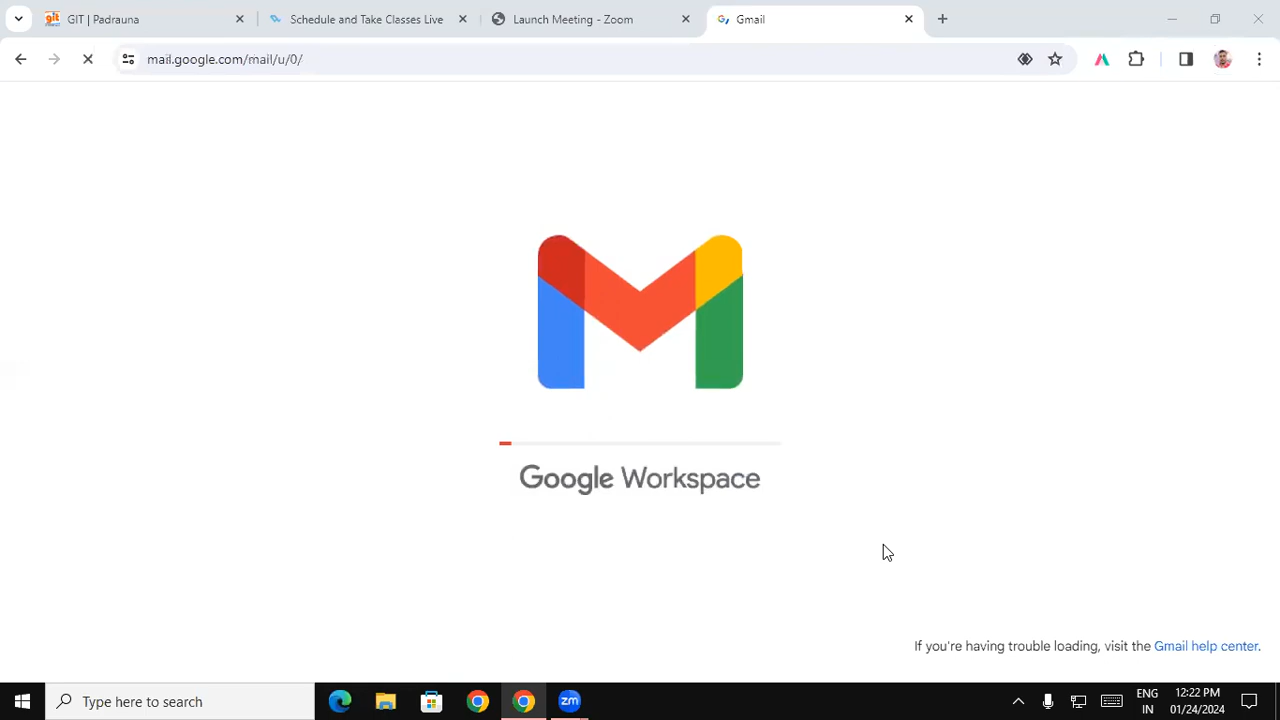 GIT | Padrauna
Schedule and Take Classes Live
Launch Meeting - Zoom
Gmail
mail.google.com/mail/u/0/
Google Workspace
If you're having trouble loading, visit the Gmail help center.
Type here to search
zm
ENG
IN
12:22 PM
01/24/2024